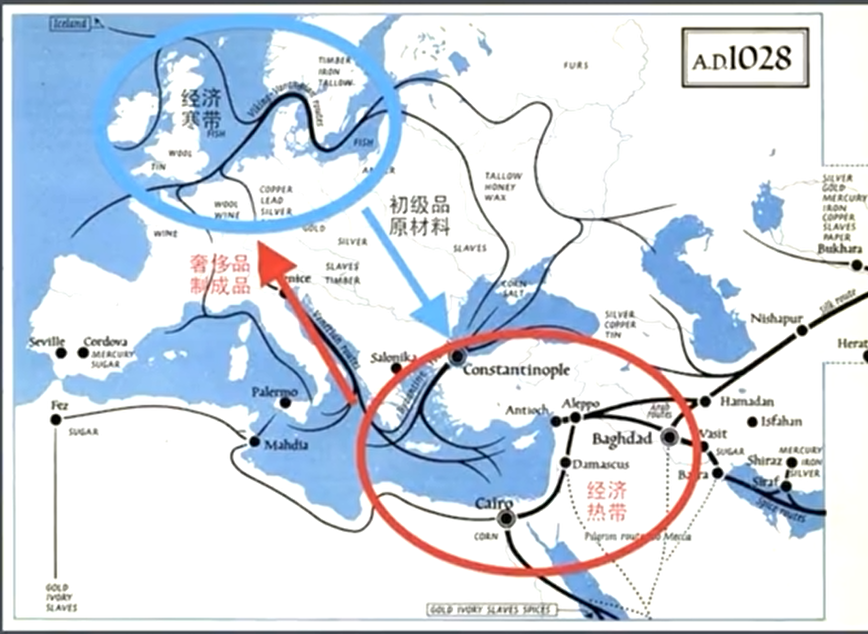 Iceland
A.D.1028
TIMBER
IRON
TALLOW
FURS
经济
寒带
FISH
FISH
WOOL
TIN
TALLOW
HONEY
WAX
SILVER
GOLD
MERCURY
IRON
COPPER
SLAVES
PAPER
COPPER
LEAD
SILVER
WOOL
WINE
初级品
原材料
WINE
GOLD
SILVER
SLAVES
Bukhara
奢侈品
制成品
SLAVES
TIMBER
CORN
SALT
Venetian routes
Silk route
SILVER
COPPER
TIN
Nishapur
Seville
Cordova
MERCURY
SUGAR
Salonika
Constantinople
Herat
Byzantine
Palermo
Fez
SUGAR
Mahdia
Antioch
Aleppo
Arab
routes
Hamadan
Isfahan
Baghdad
Vasit
SUGAR
MERCURY
IRON
SILVER
Shiraz
Damascus
Siraf
经济
热带
Spice routes
Cairo
CORN
Pilgrim routes to Mecca
GOLD
IVORY
SLAVES
GOLD IVORY SLAVES SPICES